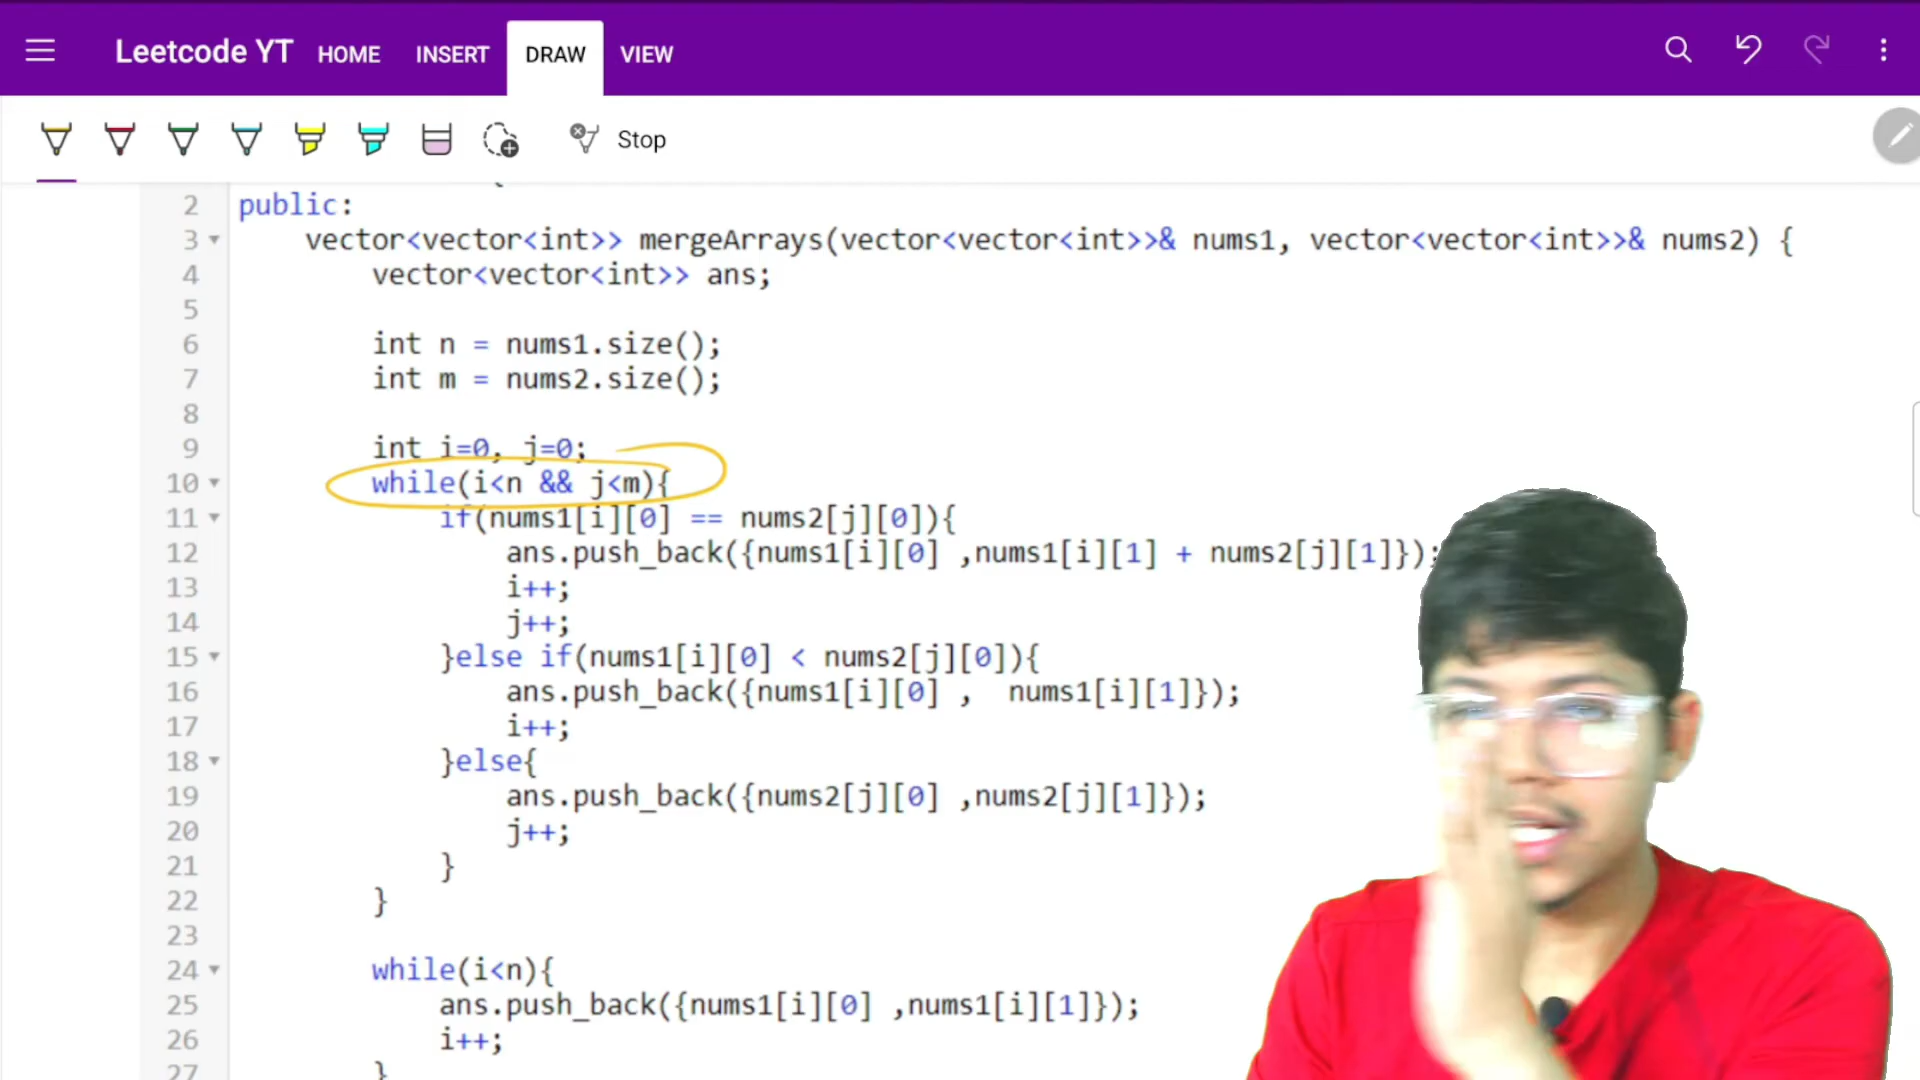 Leetcode YT HOME INSERT DRAW VIEW
Stop
2 public:
3 vector<vector<int>> mergeArrays(vector<vector<int>>& nums1, vector<vector<int>>& nums2) {
4 vector<vector<int>> ans;
5
6 int n = nums1.size();
7 int m = nums2.size();
8
9 int i=0, j=0;
10 while(i<n && j<m){
11 if(nums1[i][0] == nums2[j][0]){
12 ans.push_back({nums1[i][0] ,nums1[i][1] + nums2[j][1]});
13 i++;
14 j++;
15 }else if(nums1[i][0] < nums2[j][0]){
16 ans.push_back({nums1[i][0] , nums1[i][1]});
17 i++;
18 }else{
19 ans.push_back({nums2[j][0] ,nums2[j][1]});
20 j++;
21 }
22 }
23
24 while(i<n){
25 ans.push_back({nums1[i][0] ,nums1[i][1]});
26 i++;
27 }